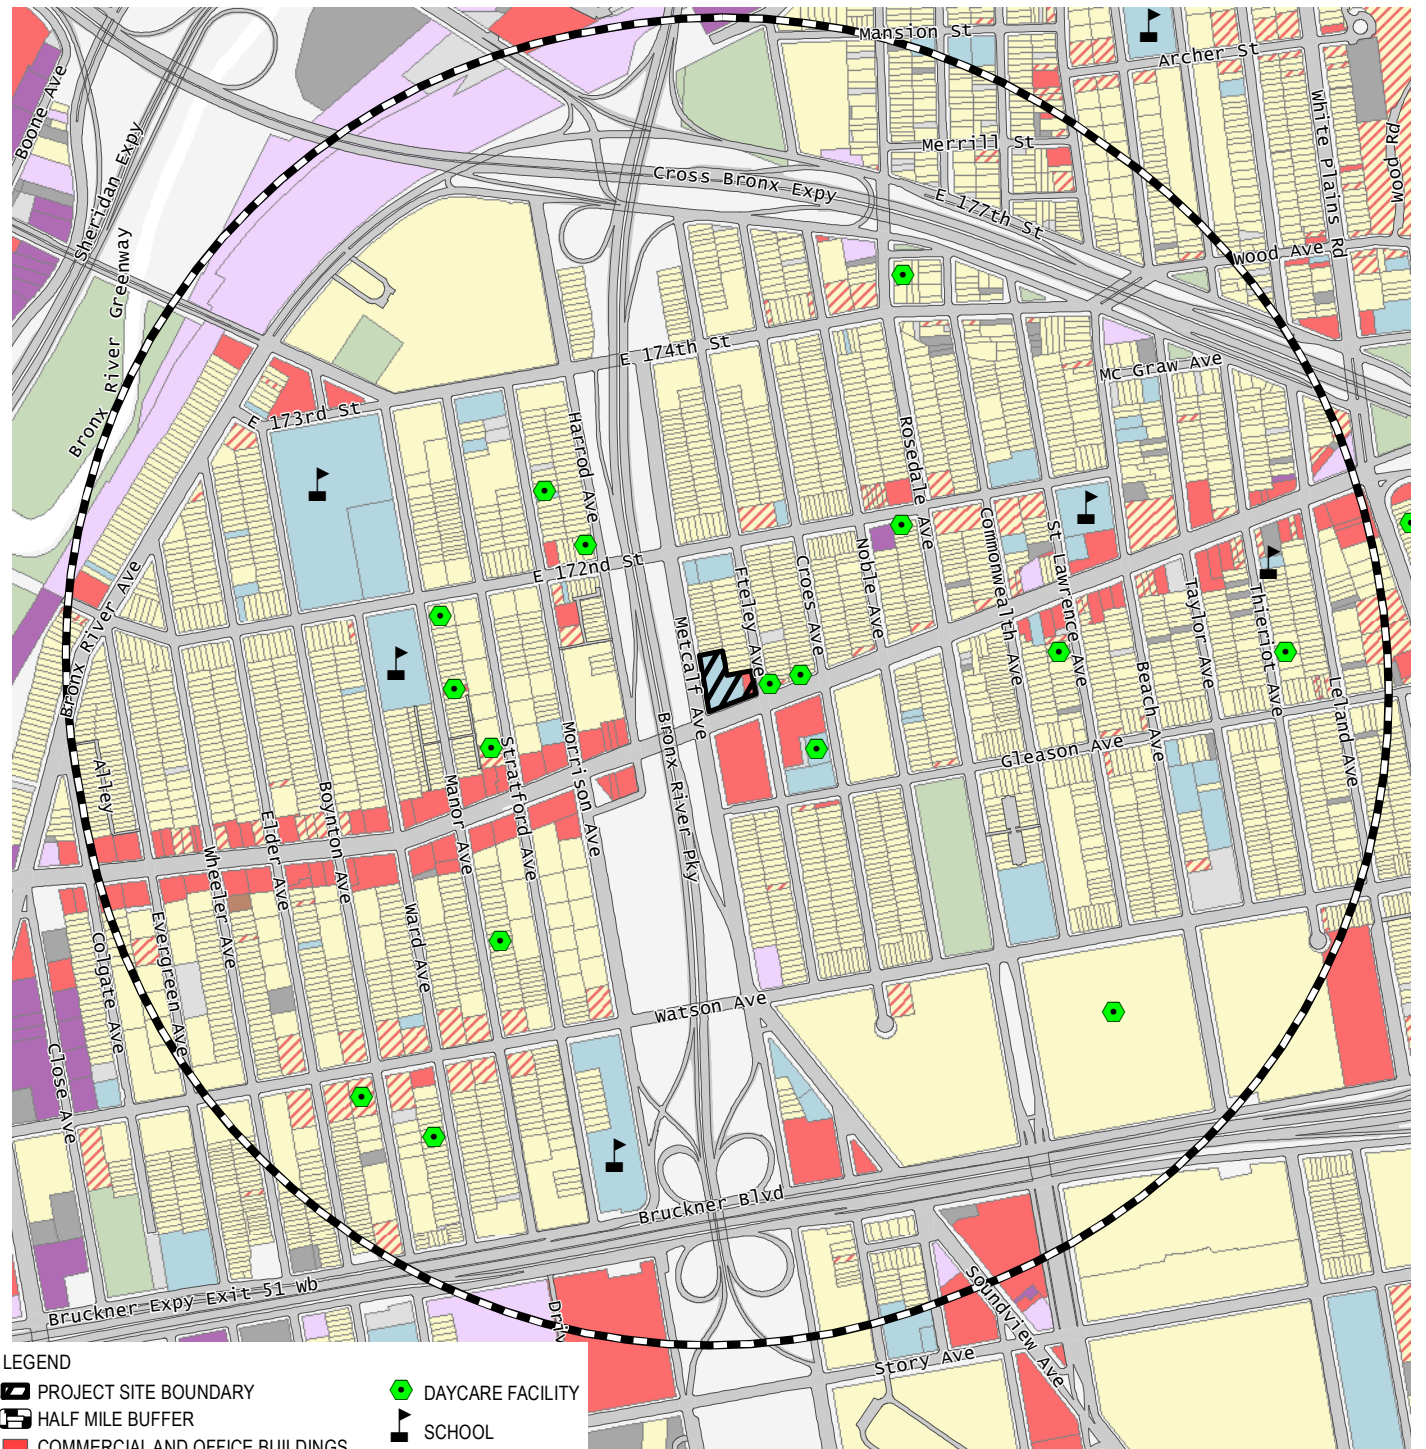 Mansion St
Archer St
Boone Ave
Sheridan Expy
White Plains Rd
Wood Rd
Merrill St
Cross Bronx Expy
E 177th St
Wood Ave
Bronx River Greenway
E 174th St
Mc Graw Ave
E 173rd St
Harrod Ave
Rosedale Ave
Commonwealth Ave
St Lawrence Ave
Noble Ave
Croes Ave
Fteley Ave
E 172nd St
Bronx River Ave
Metcalf Ave
Taylor Ave
Thieriot Ave
Beach Ave
Leland Ave
Bronx River Pky
Gleason Ave
Alley
Morrison Ave
Stratford Ave
Manor Ave
Boynton Ave
Elder Ave
Wheeler Ave
Ward Ave
Evergreen Ave
Colgate Ave
Close Ave
Watson Ave
Bruckner Blvd
Bruckner Expy Exit 51 Wb
Soundview Ave
Story Ave
LEGEND
PROJECT SITE BOUNDARY
HALF MILE BUFFER
COMMERCIAL AND OFFICE BUILDINGS
DAYCARE FACILITY
SCHOOL